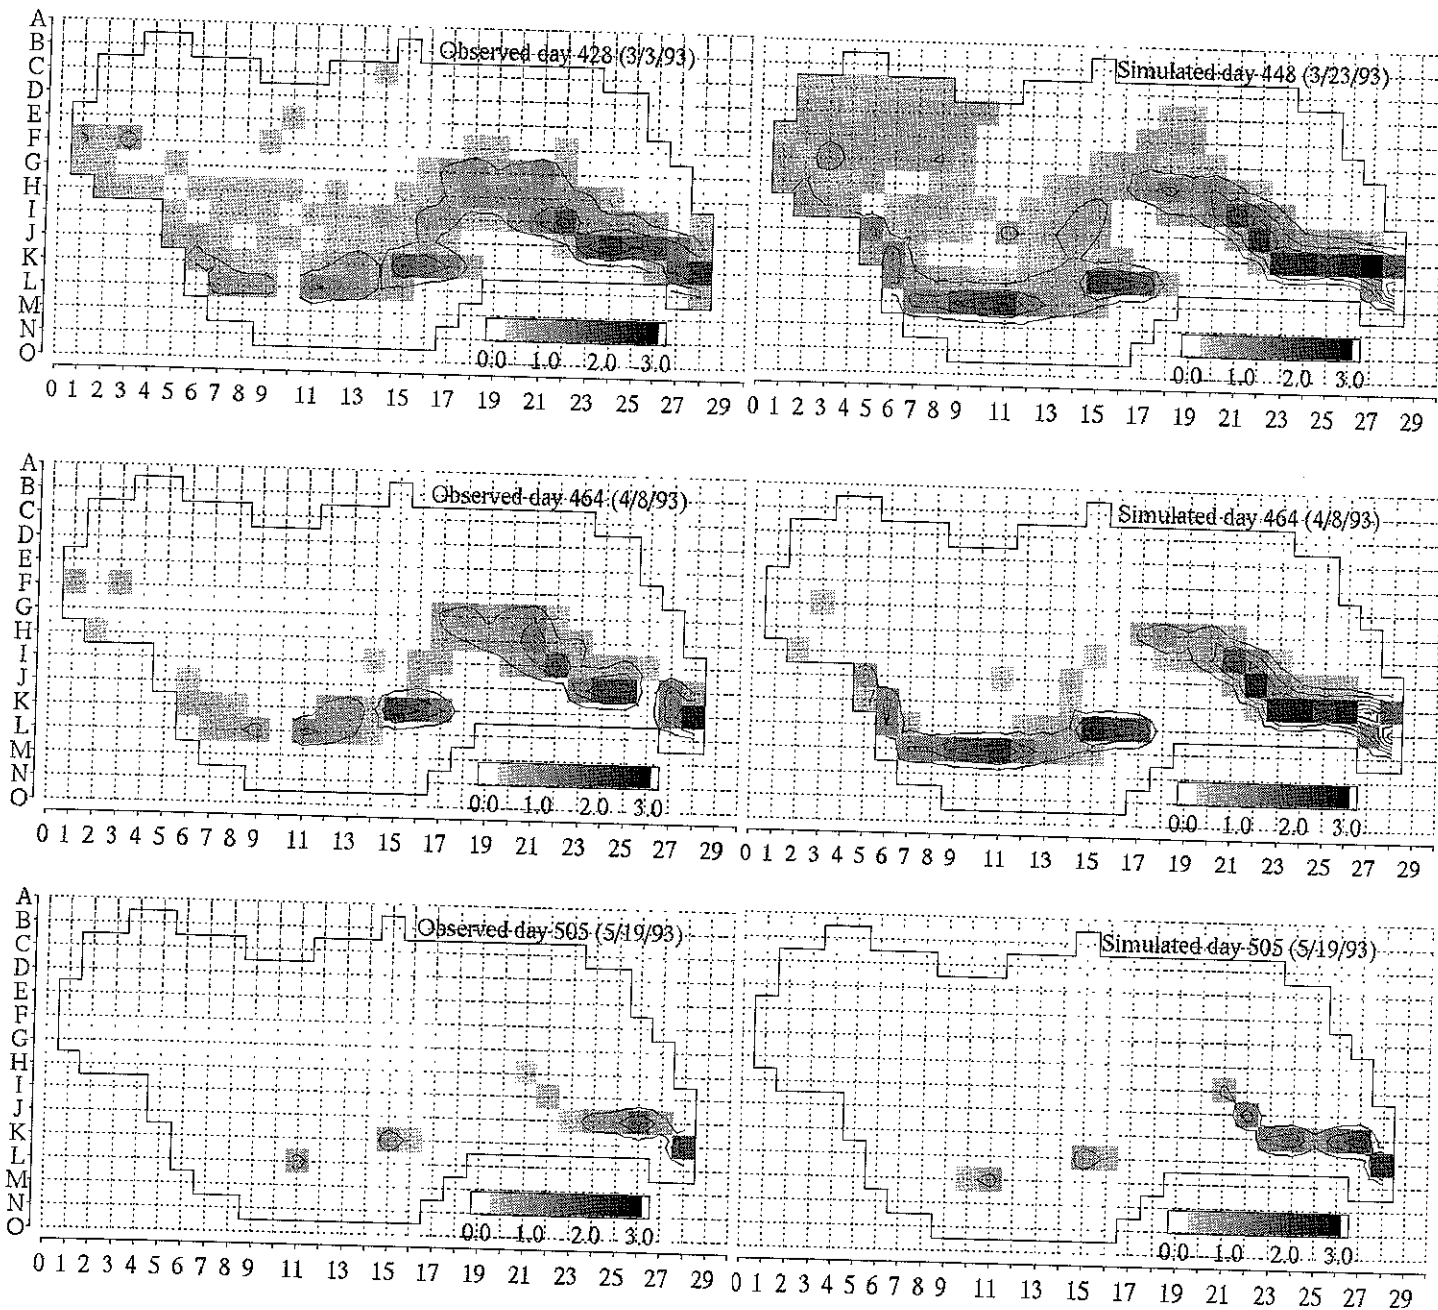 A
B
C
D
E
F
G
H
I
J
K
L
M
N
O
Observed day 428 (3/3/93)
0.0 1.0 2.0 3.0
0 1 2 3 4 5 6 7 8 9 11 13 15 17 19 21 23 25 27 29
Simulated day 448 (3/23/93)
0.0 1.0 2.0 3.0
0 1 2 3 4 5 6 7 8 9 11 13 15 17 19 21 23 25 27 29
A
B
C
D
E
F
G
H
I
J
K
L
M
N
O
Observed day 464 (4/8/93)
0.0 1.0 2.0 3.0
0 1 2 3 4 5 6 7 8 9 11 13 15 17 19 21 23 25 27 29
Simulated day 464 (4/8/93)
0.0 1.0 2.0 3.0
0 1 2 3 4 5 6 7 8 9 11 13 15 17 19 21 23 25 27 29
A
B
C
D
E
F
G
H
I
J
K
L
M
N
O
Observed day 505 (5/19/93)
0.0 1.0 2.0 3.0
0 1 2 3 4 5 6 7 8 9 11 13 15 17 19 21 23 25 27 29
Simulated day 505 (5/19/93)
0.0 1.0 2.0 3.0
0 1 2 3 4 5 6 7 8 9 11 13 15 17 19 21 23 25 27 29